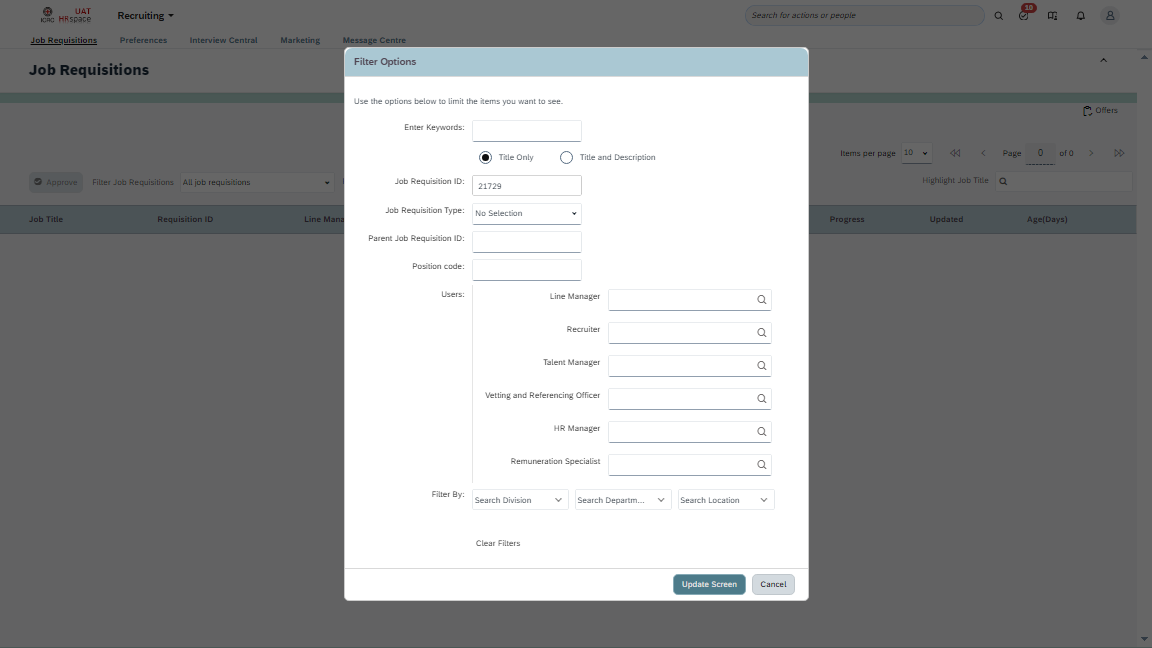 ICRC
UAT
HR space
Recruiting
Search for actions or people
10
Job Requisitions
Preferences
Interview Central
Marketing
Message Centre
Job Requisitions
Offers
Items per page
10
Page
0
of 0
Approve
Filter Job Requisitions
All job requisitions
Highlight Job Title
Job Title
Requisition ID
Line Mana
Progress
Updated
Age(Days)
Filter Options
Use the options below to limit the items you want to see.
Enter Keywords:
Title Only
Title and Description
Job Requisition ID:
21729
Job Requisition Type:
No Selection
Parent Job Requisition ID:
Position code:
Users:
Line Manager
Recruiter
Talent Manager
Vetting and Referencing Officer
HR Manager
Remuneration Specialist
Filter By:
Search Division
Search Departm...
Search Location
Clear Filters
Update Screen
Cancel